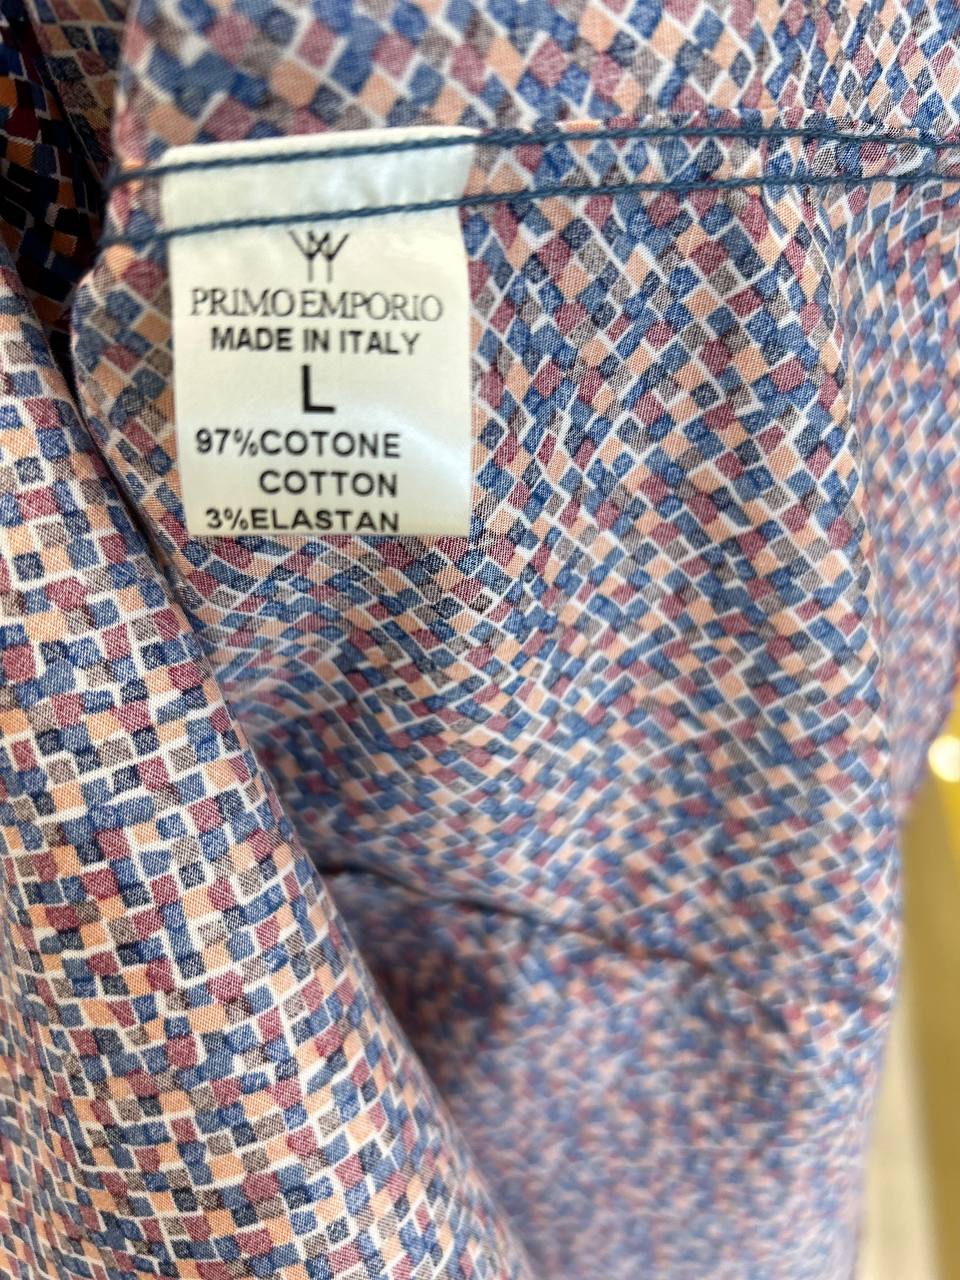 PRIMO EMPORIO
MADE IN ITALY
L
97%COTONE
COTTON
3%ELASTAN